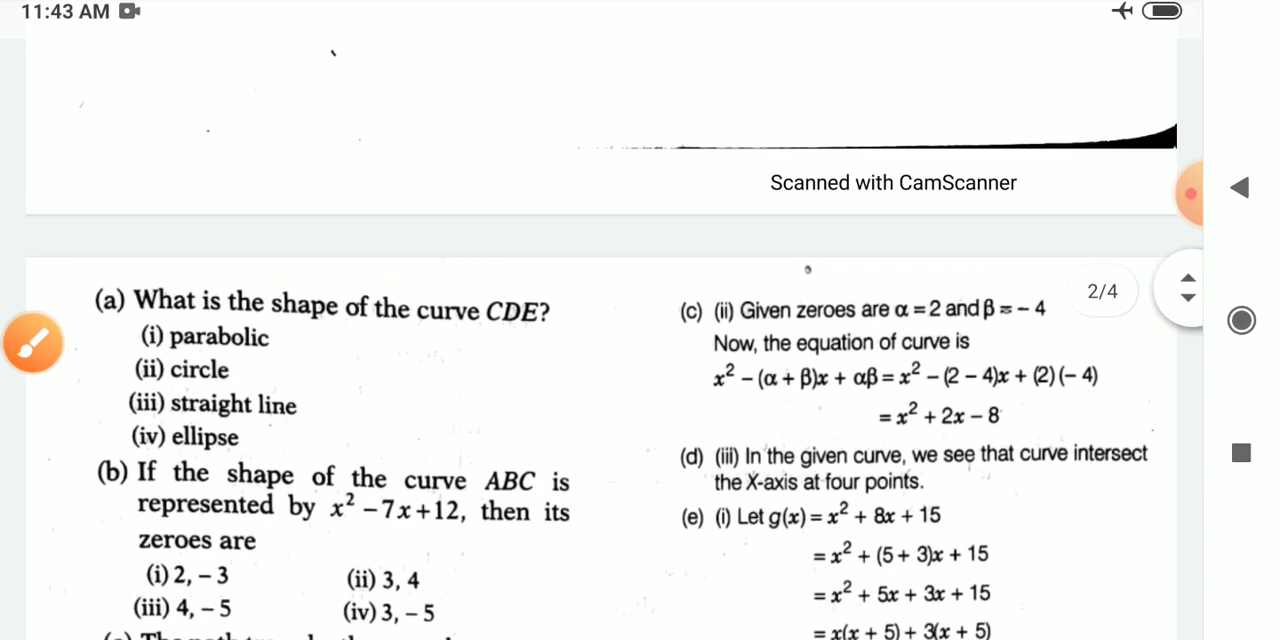 11:43 AM
Scanned with CamScanner
2/4
(a) What is the shape of the curve CDE?
(i) parabolic
(ii) circle
(iii) straight line
(iv) ellipse
(b) If the shape of the curve ABC is
represented by x² – 7x + 12, then its
zeroes are
(i) 2, – 3 (ii) 3, 4
(iii) 4, – 5 (iv) 3, – 5
(c) (ii) Given zeroes are α = 2 and β = – 4
Now, the equation of curve is
x² – (α + β)x + αβ = x² – (2 – 4)x + (2)(– 4)
= x² + 2x – 8
(d) (iii) In the given curve, we see that curve intersect
the X-axis at four points.
(e) (i) Let g(x) = x² + 8x + 15
= x² + (5 + 3)x + 15
= x² + 5x + 3x + 15
= x(x + 5) + 3(x + 5)